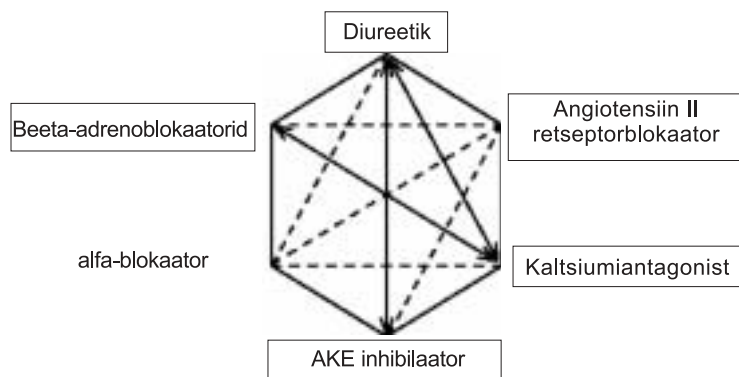 Diureetik
Beeta-adrenoblokaatorid
Angiotensiin II
retseptorblokaator
alfa-blokaator
Kaltsiumiantagonist
AKE inhibilaator